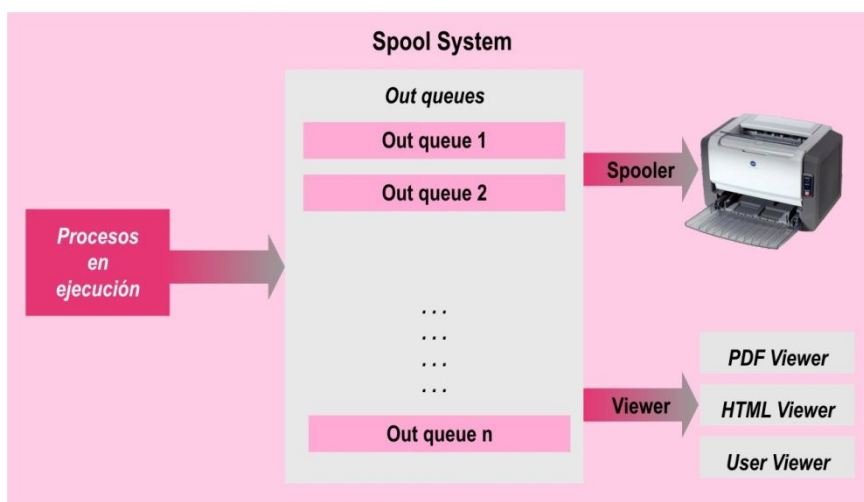 Spool System
Out queues
Out queue 1
Out queue 2
Spooler
Procesos
en
ejecución
. . .
. . .
. . .
. . .
Out queue n
Viewer
PDF Viewer
HTML Viewer
User Viewer